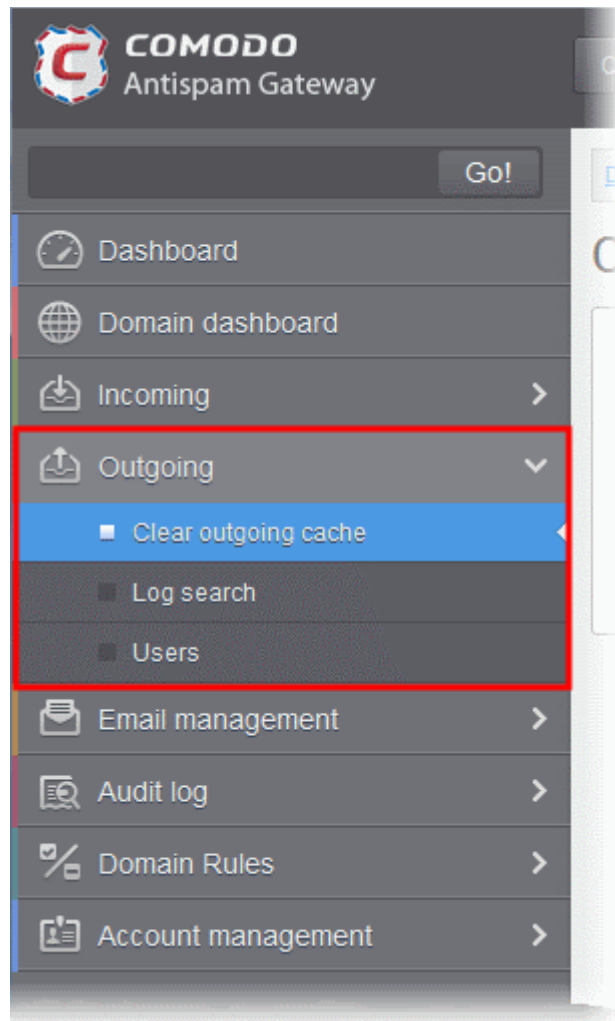 COMODO
Antispam Gateway
Go!
Dashboard
Domain dashboard
Incoming
Outgoing
Clear outgoing cache
Log search
Users
Email management
Audit log
Domain Rules
Account management